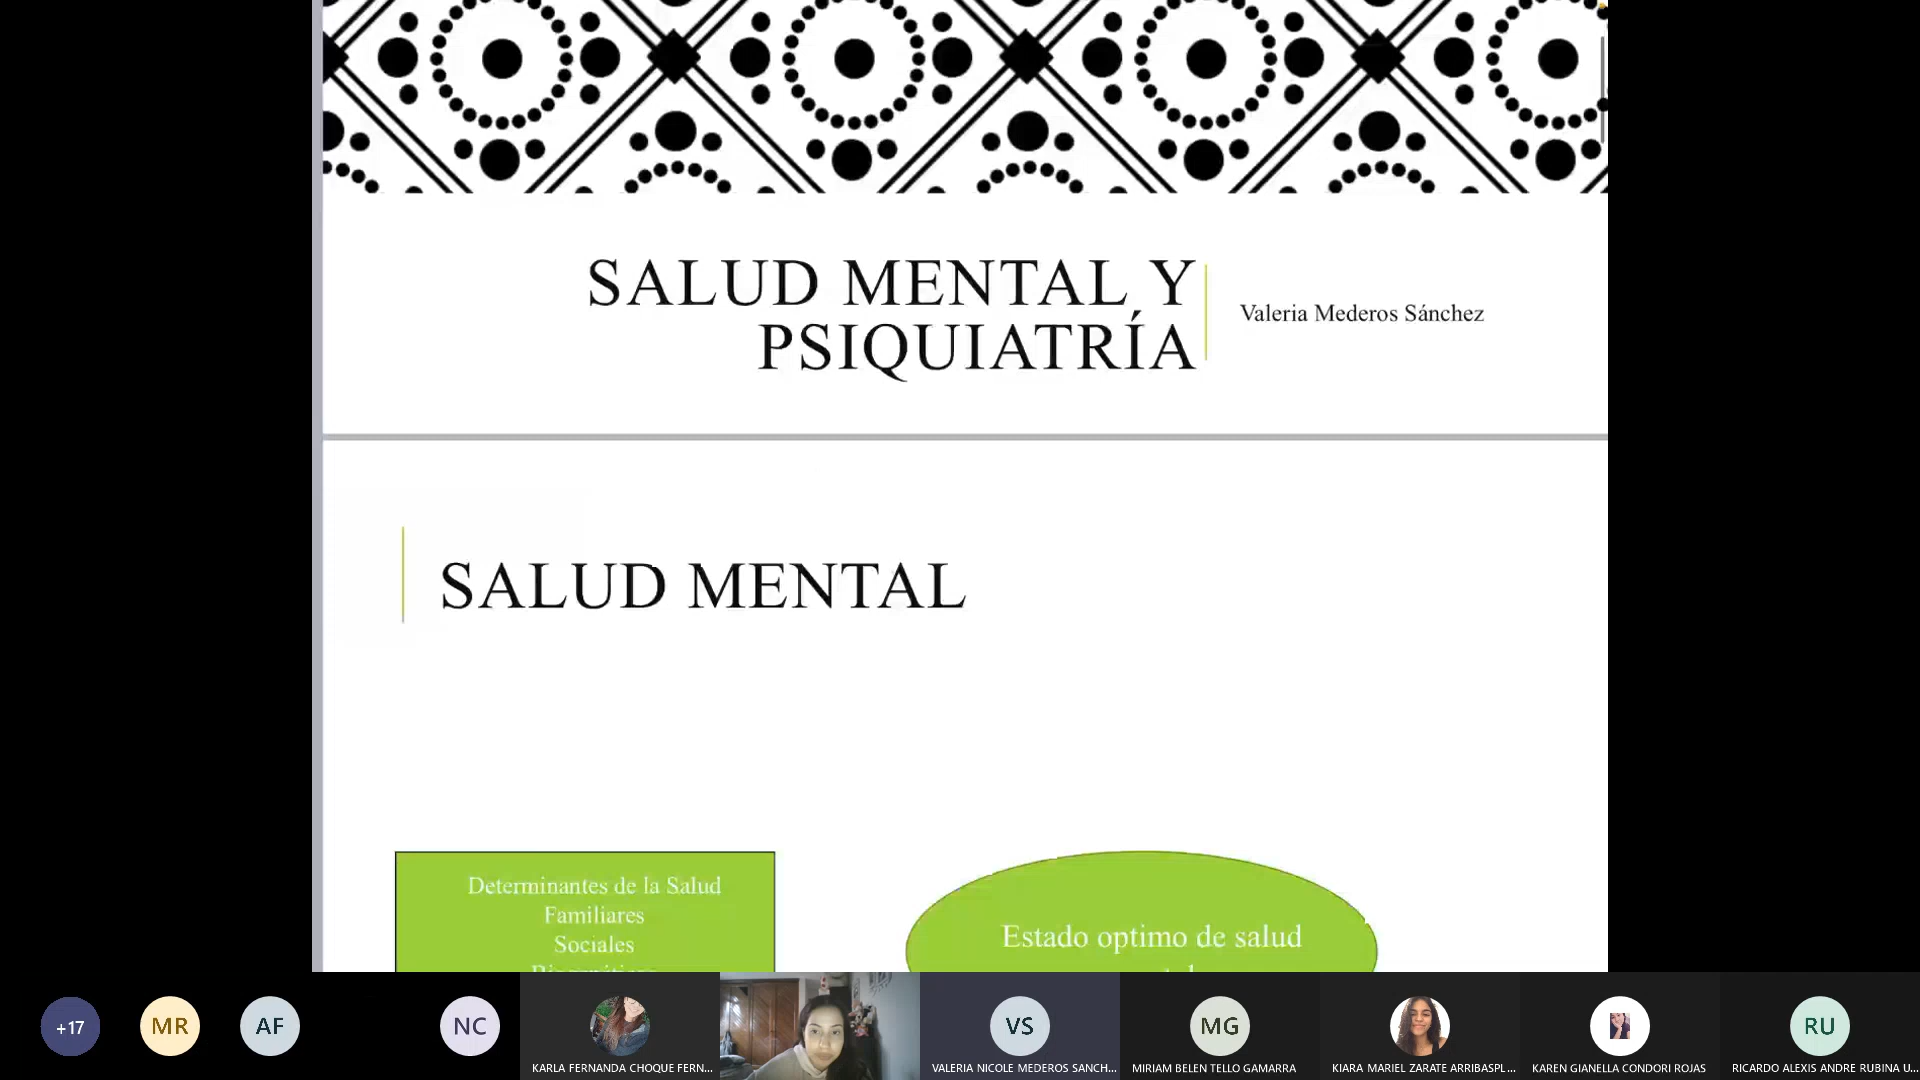 SALUD MENTAL Y
PSIQUIATRÍA
Valeria Mederos Sánchez
SALUD MENTAL
Determinantes de la Salud
Familiares
Sociales
Estado optimo de salud
+17
MR
AF
NC
KARLA FERNANDA CHOQUE FERN...
VS
VALERIA NICOLE MEDEROS SANCH...
MG
MIRIAM BELEN TELLO GAMARRA
KIARA MARIEL ZARATE ARRIBASPL...
KAREN GIANELLA CONDORI ROJAS
RU
RICARDO ALEXIS ANDRE RUBINA U...